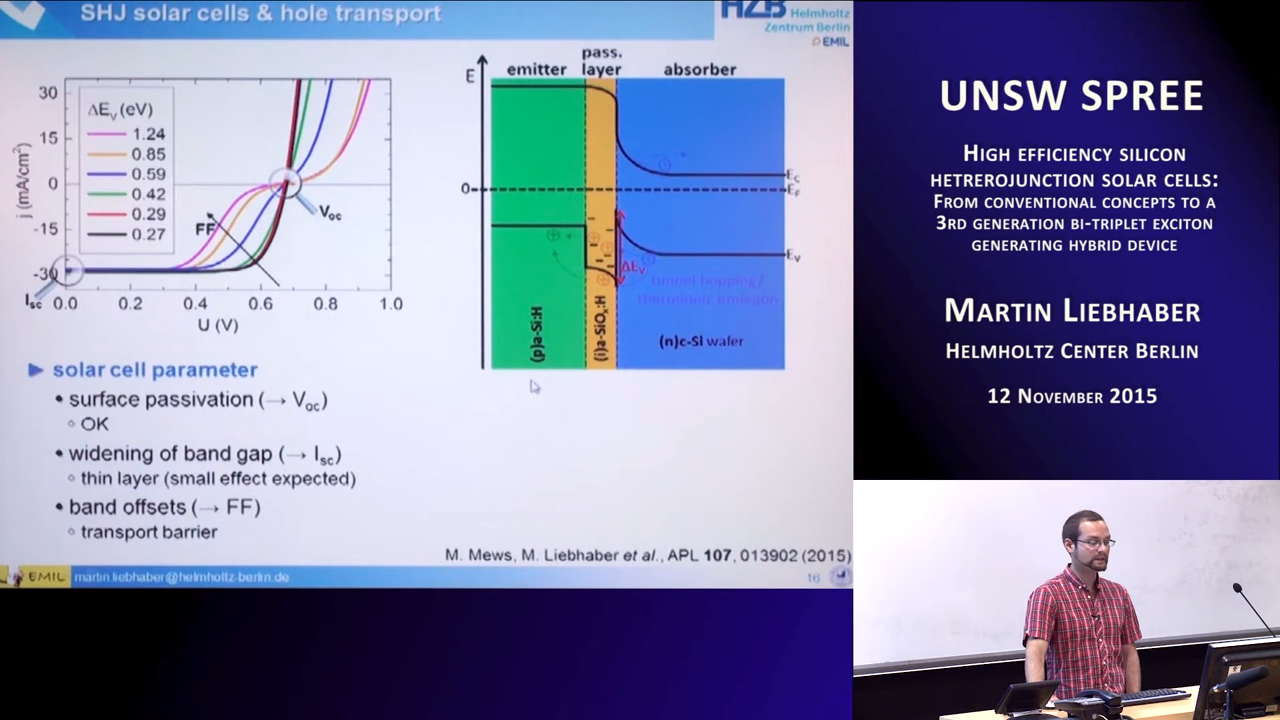 SHJ solar cells & hole transport
HZB Helmholtz
Zentrum Berlin
EMIL
30
15
0
-15
-30
j (mA/cm²)
ΔEv (eV)
1.24
0.85
0.59
0.42
0.29
0.27
FF
Voc
Isc
0.0 0.2 0.4 0.6 0.8 1.0
U (V)
E
0
emitter
pass.
layer
absorber
EC
EF
EV
ΔEV
tunnel hopping/
thermionic emission
(p)a-Si:H
(i)a-SiOx:H
(n)c-Si wafer
solar cell parameter
• surface passivation (→ Voc)
OK
• widening of band gap (→ Isc)
thin layer (small effect expected)
• band offsets (→ FF)
transport barrier
M. Mews, M. Liebhaber et al., APL 107, 013902 (2015)
EMIL martin.liebhaber@helmholtz-berlin.de 16
UNSW SPREE
High efficiency silicon
hetrerojunction solar cells:
From conventional concepts to a
3rd generation bi-triplet exciton
generating hybrid device
Martin Liebhaber
Helmholtz Center Berlin
12 November 2015